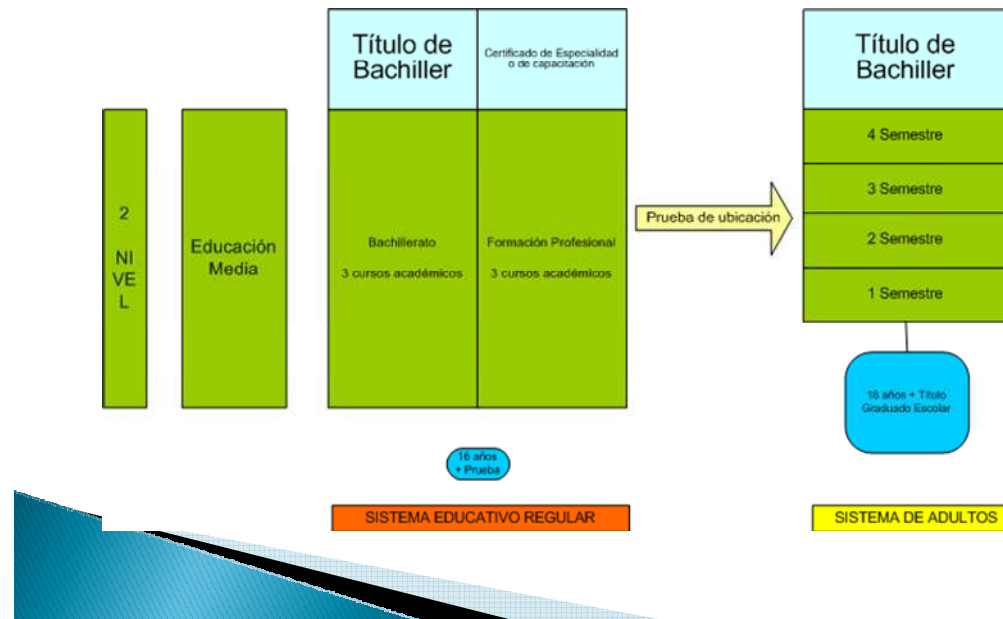 Título de
Bachiller
Certificado de Especialidad
o de capacitación
Título de
Bachiller
2
NI
VE
L
Educación
Media
Bachillerato
3 cursos académicos
Formación Profesional
3 cursos académicos
Prueba de ubicación
4 Semestre
3 Semestre
2 Semestre
1 Semestre
16 años
+ Prueba
años + Título
Graduado Escolar
SISTEMA EDUCATIVO REGULAR
SISTEMA DE ADULTOS